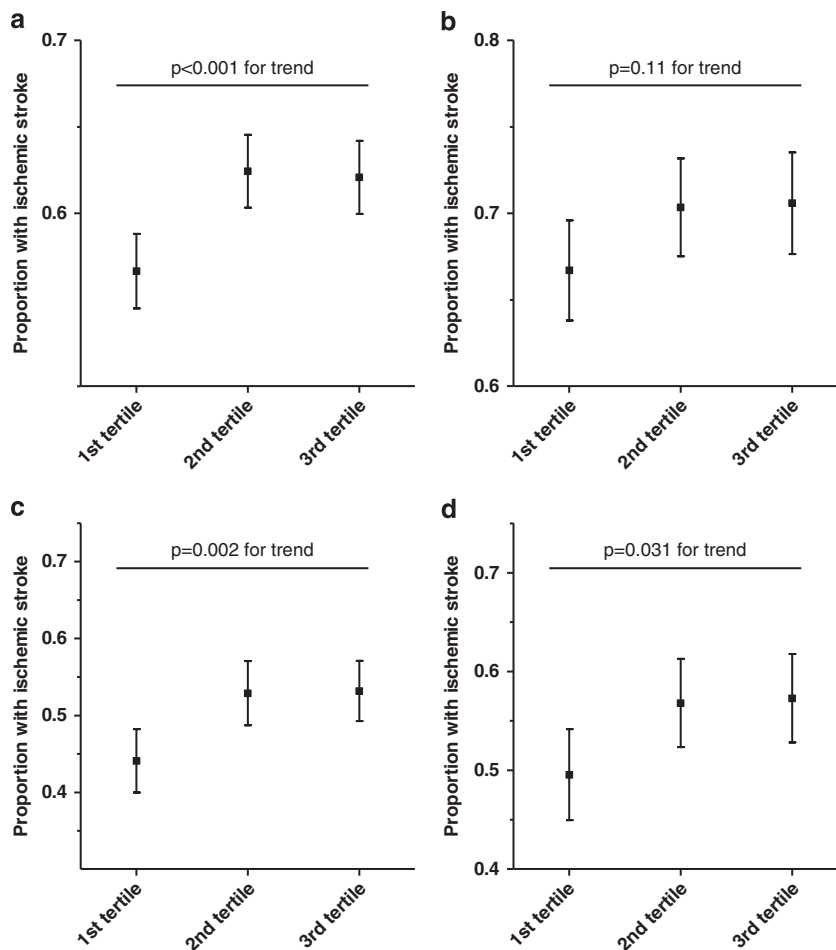 a
0.7
p<0.001 for trend
Proportion with ischemic stroke
0.6
1st tertile
2nd tertile
3rd tertile
b
0.8
p=0.11 for trend
Proportion with ischemic stroke
0.7
0.6
1st tertile
2nd tertile
3rd tertile
c
0.7
p=0.002 for trend
Proportion with ischemic stroke
0.6
0.5
0.4
1st tertile
2nd tertile
3rd tertile
d
0.7
p=0.031 for trend
Proportion with ischemic stroke
0.6
0.5
0.4
1st tertile
2nd tertile
3rd tertile